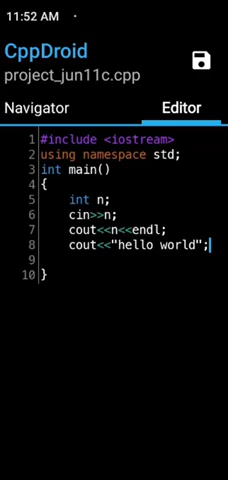 11:52 AM
CppDroid
project_jun11c.cpp
Navigator Editor
1 #include <iostream>
2 using namespace std;
3 int main()
4 {
5 int n;
6 cin>>n;
7 cout<<n<<endl;
8 cout<<"hello world";
9
10 }